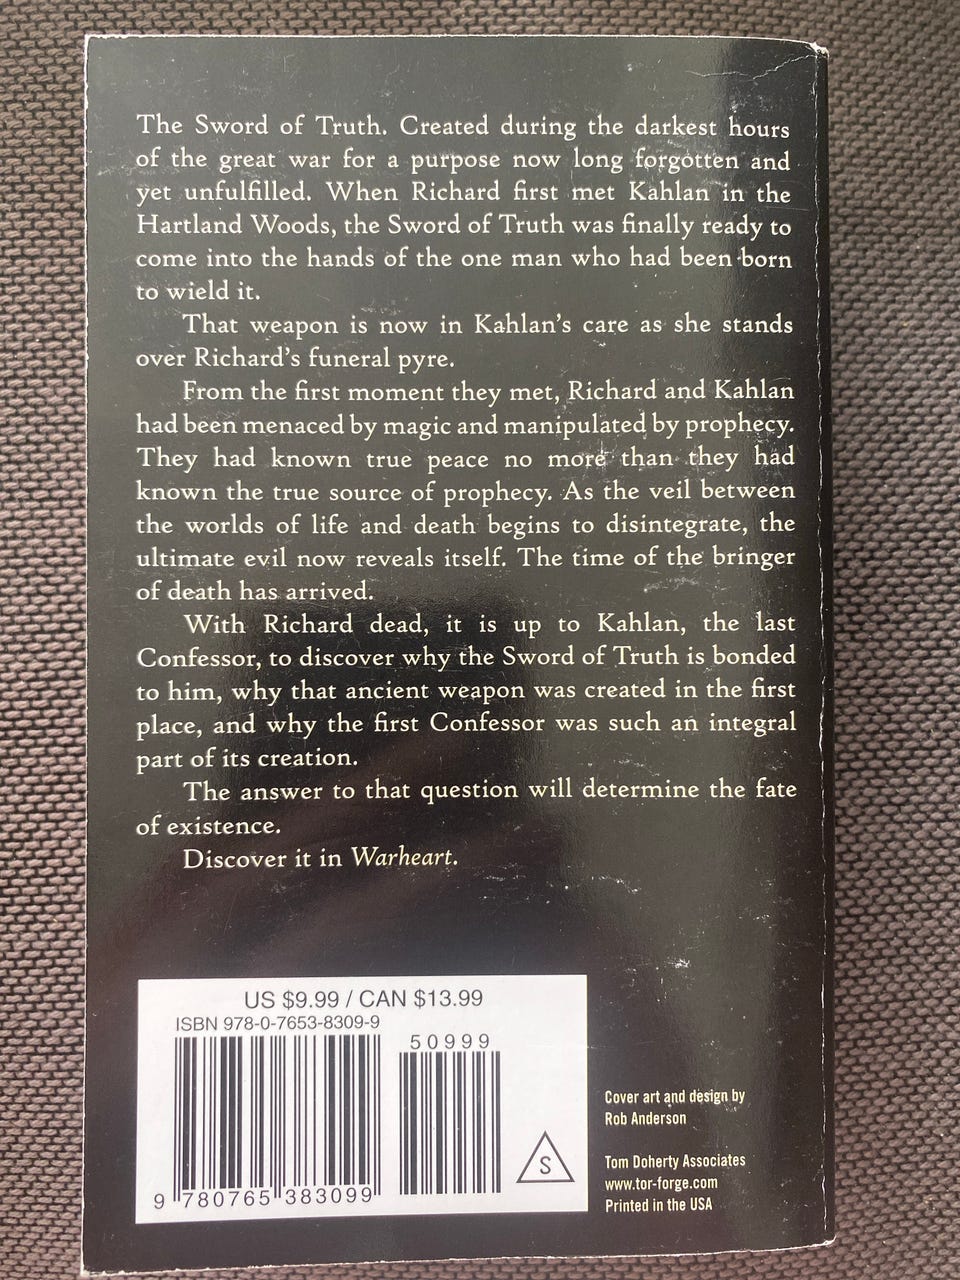 The Sword of Truth. Created during the darkest hours
of the great war for a purpose now long forgotten and
yet unfulfilled. When Richard first met Kahlan in the
Hartland Woods, the Sword of Truth was finally ready to
come into the hands of the one man who had been born
to wield it.
That weapon is now in Kahlan's care as she stands
over Richard's funeral pyre.
From the first moment they met, Richard and Kahlan
had been menaced by magic and manipulated by prophecy.
They had known true peace no more than they had
known the true source of prophecy. As the veil between
the worlds of life and death begins to disintegrate, the
ultimate evil now reveals itself. The time of the bringer
of death has arrived.
With Richard dead, it is up to Kahlan, the last
Confessor, to discover why the Sword of Truth is bonded
to him, why that ancient weapon was created in the first
place, and why the first Confessor was such an integral
part of its creation.
The answer to that question will determine the fate
of existence.
Discover it in Warheart.
US $9.99 / CAN $13.99
ISBN 978-0-7653-8309-9
50999
9 780765 383099
S
Cover art and design by
Rob Anderson
Tom Doherty Associates
www.tor-forge.com
Printed in the USA